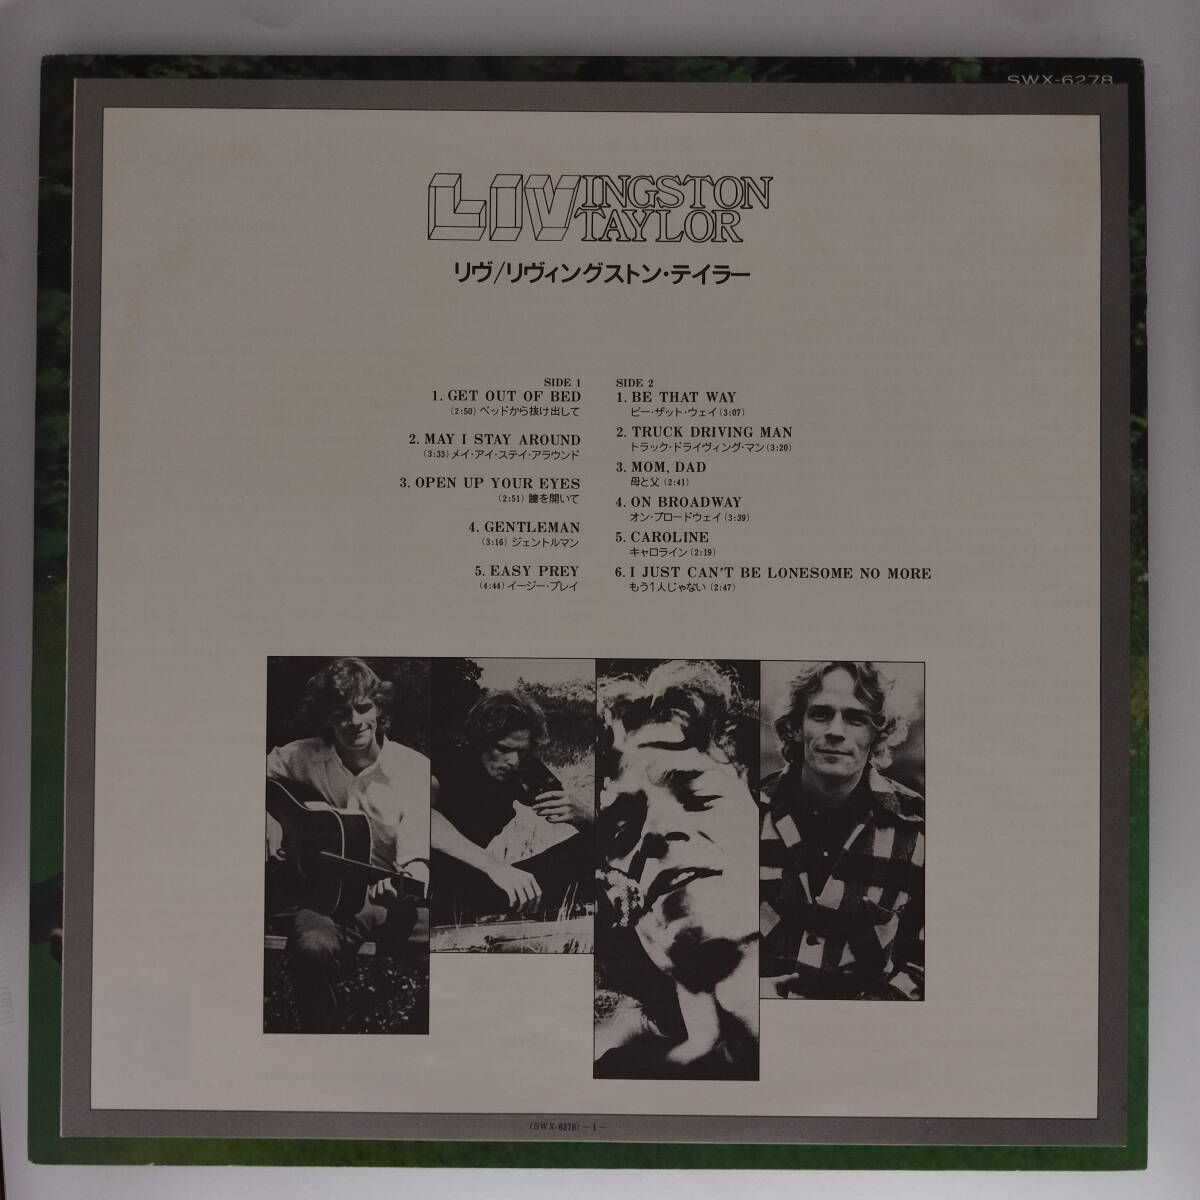 SWX-6278
LIVINGSTON
TAYLOR
リヴ/リヴィングストン・テイラー
SIDE 1
1. GET OUT OF BED
(2:50) ベッドから抜け出して
2. MAY I STAY AROUND
(3:33) メイ・アイ・ステイ・アラウンド
3. OPEN UP YOUR EYES
(2:51) 瞳を開いて
4. GENTLEMAN
(3:16) ジェントルマン
5. EASY PREY
(4:44) イージー・プレイ
SIDE 2
1. BE THAT WAY
ビー・ザット・ウェイ (3:07)
2. TRUCK DRIVING MAN
トラック・ドライヴィング・マン (3:20)
3. MOM, DAD
母と父 (2:41)
4. ON BROADWAY
オン・ブロードウェイ (3:39)
5. CAROLINE
キャロライン (2:19)
6. I JUST CAN'T BE LONESOME NO MORE
もう1人じゃない (2:47)
(SWX-6278) -1-